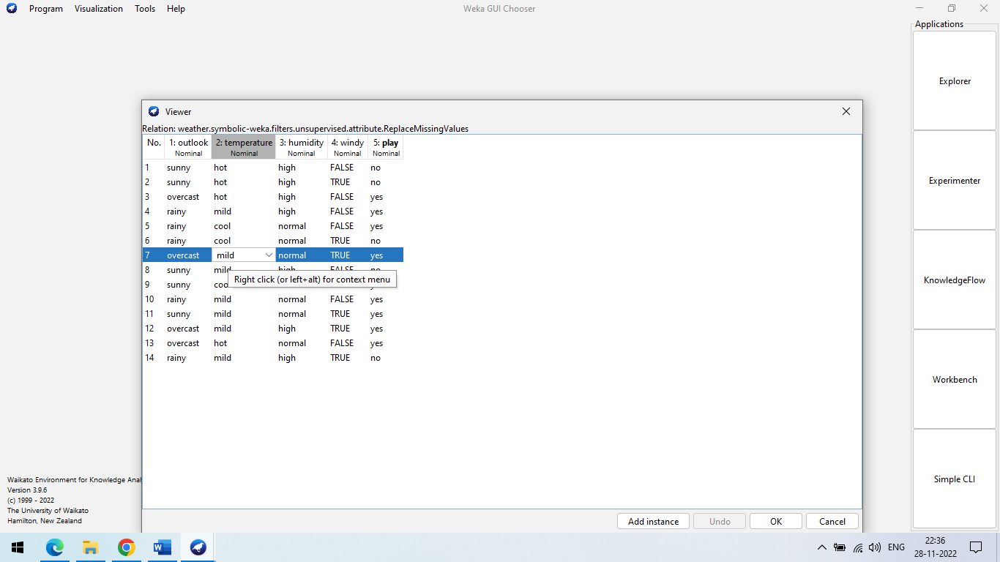 Program Visualization Tools Help Weka GUI Chooser
Applications
Explorer
Experimenter
KnowledgeFlow
Workbench
Simple CLI
Viewer
Relation: weather.symbolic-weka.filters.unsupervised.attribute.ReplaceMissingValues
No. 1: outlook 2: temperature 3: humidity 4: windy 5: play
Nominal Nominal Nominal Nominal Nominal
1 sunny hot high FALSE no
2 sunny hot high TRUE no
3 overcast hot high FALSE yes
4 rainy mild high FALSE yes
5 rainy cool normal FALSE yes
6 rainy cool normal TRUE no
7 overcast mild normal TRUE yes
8 sunny mild high FALSE no
Right click (or left+alt) for context menu
9 sunny
10 rainy mild normal FALSE yes
11 sunny mild normal TRUE yes
12 overcast mild high TRUE yes
13 overcast hot normal FALSE yes
14 rainy mild high TRUE no
Waikato Environment for Knowledge Anal
Version 3.9.6
(c) 1999 - 2022
The University of Waikato
Hamilton, New Zealand
Add instance Undo OK Cancel
ENG 22:36
28-11-2022